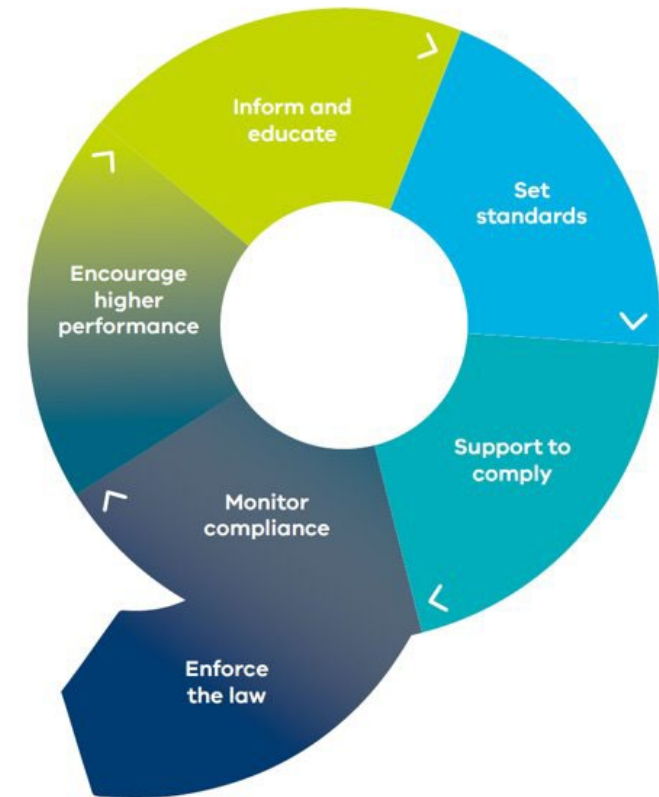 Inform and
educate
Set
standards
Support to
comply
Monitor
compliance
Enforce
the law
Encourage
higher
performance